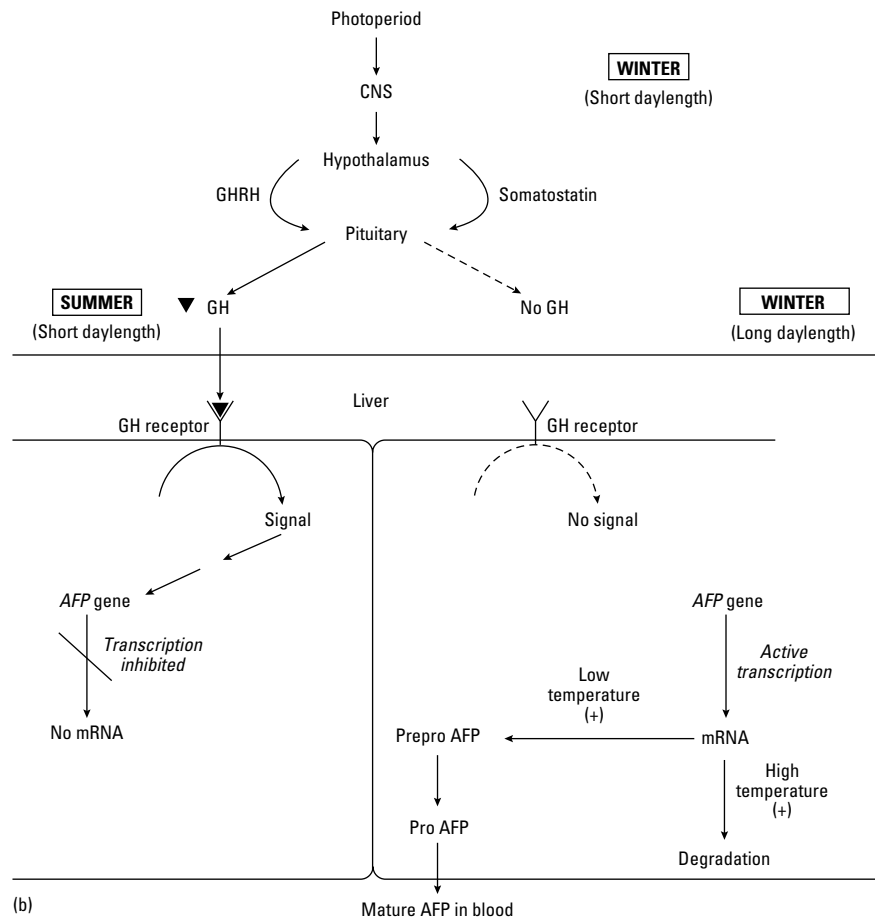 Photoperiod
WINTER
(Short daylength)
CNS
Hypothalamus
GHRH
Somatostatin
Pituitary
SUMMER
(Short daylength)
GH
No GH
WINTER
(Long daylength)
Liver
GH receptor
GH receptor
Signal
No signal
AFP gene
Transcription
inhibited
No mRNA
AFP gene
Active
transcription
Low
temperature
(+)
Prepro AFP
mRNA
High
temperature
(+)
Pro AFP
Degradation
(b)
Mature AFP in blood